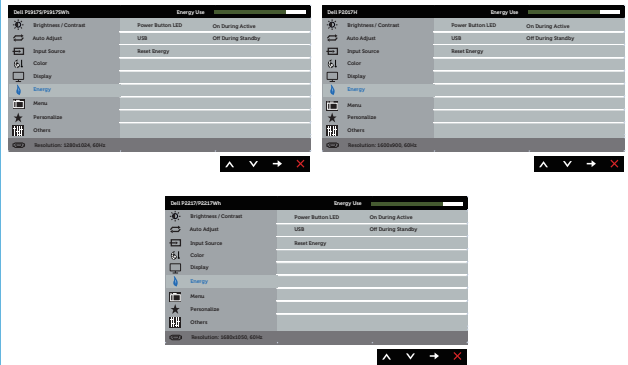 Dell P1917S/P1917SWh Energy Use
Brightness / Contrast Power Button LED On During Active
Auto Adjust USB Off During Standby
Input Source Reset Energy
Color
Display
Energy
Menu
Personalize
Others
Resolution: 1280x1024, 60Hz
Dell P2017H Energy Use
Brightness / Contrast Power Button LED On During Active
Auto Adjust USB Off During Standby
Input Source Reset Energy
Color
Display
Energy
Menu
Personalize
Others
Resolution: 1600x900, 60Hz
Dell P2217/P2217Wh Energy Use
Brightness / Contrast Power Button LED On During Active
Auto Adjust USB Off During Standby
Input Source Reset Energy
Color
Display
Energy
Menu
Personalize
Others
Resolution: 1680x1050, 60Hz